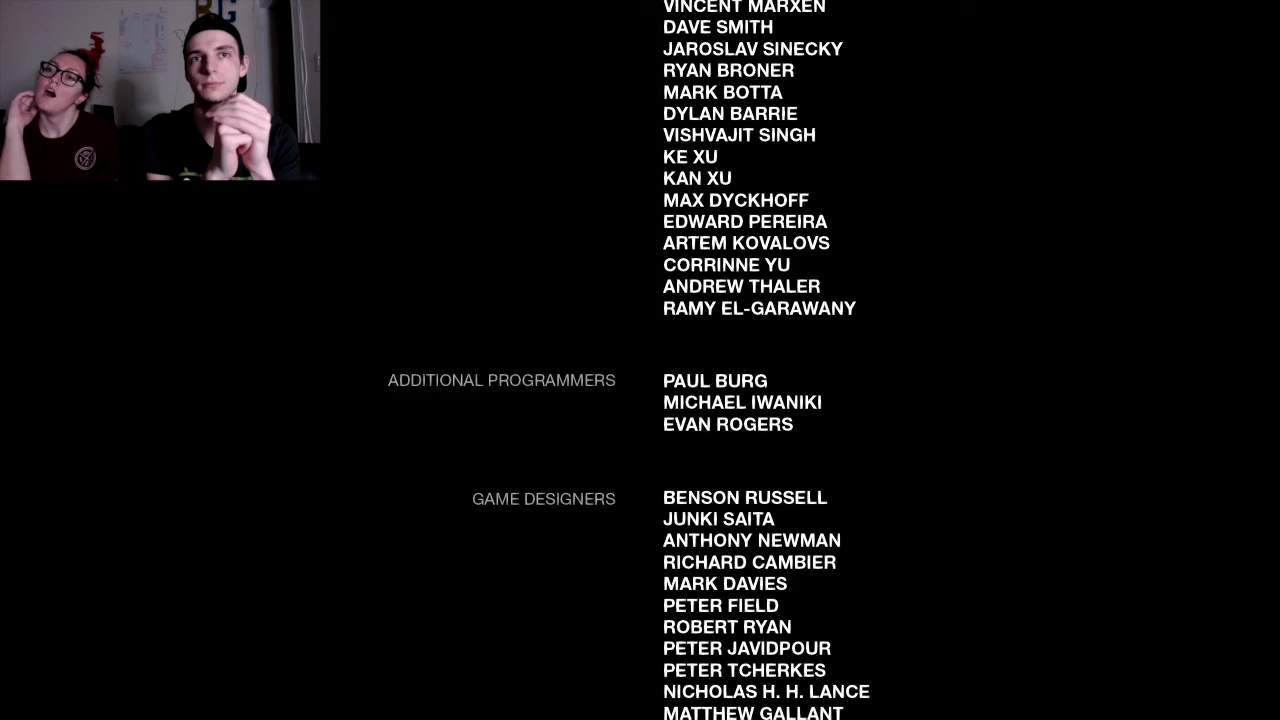 VINCENT MARXEN
DAVE SMITH
JAROSLAV SINECKY
RYAN BRONER
MARK BOTTA
DYLAN BARRIE
VISHVAJIT SINGH
KE XU
KAN XU
MAX DYCKHOFF
EDWARD PEREIRA
ARTEM KOVALOVS
CORRINNE YU
ANDREW THALER
RAMY EL-GARAWANY
ADDITIONAL PROGRAMMERS
PAUL BURG
MICHAEL IWANIKI
EVAN ROGERS
GAME DESIGNERS
BENSON RUSSELL
JUNKI SAITA
ANTHONY NEWMAN
RICHARD CAMBIER
MARK DAVIES
PETER FIELD
ROBERT RYAN
PETER JAVIDPOUR
PETER TCHERKES
NICHOLAS H. H. LANCE
MATTHEW GALLANT